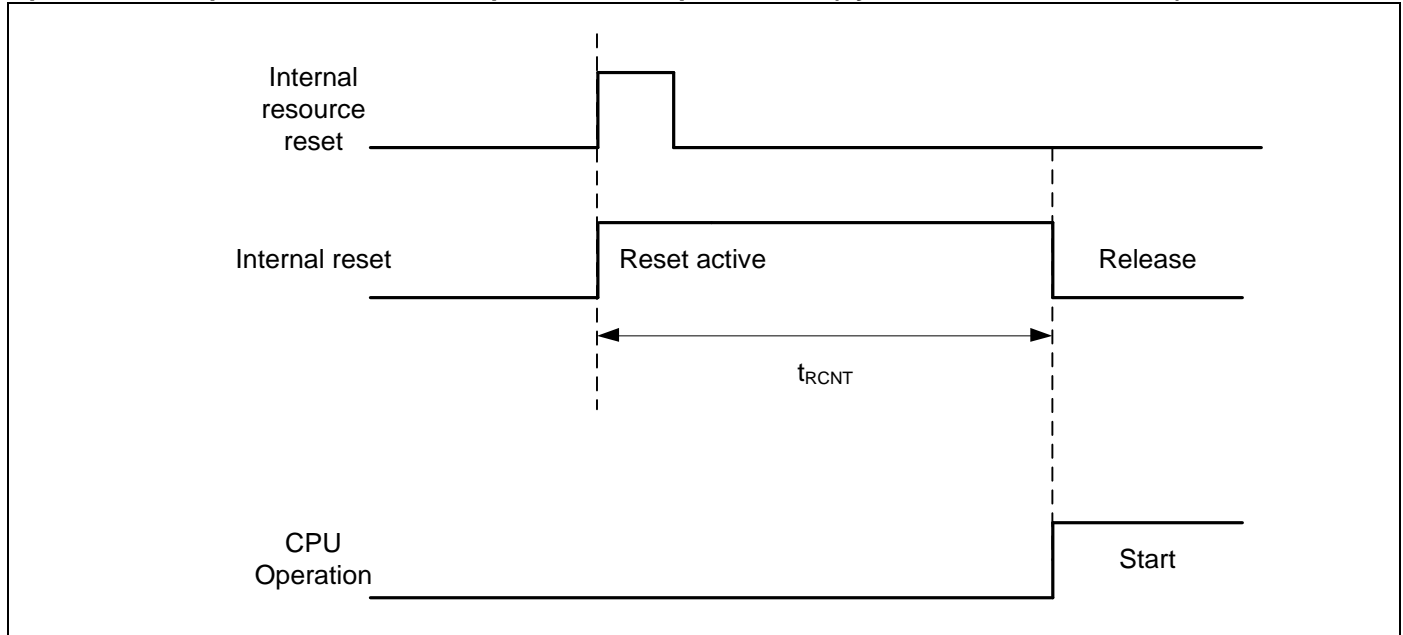 Internal
resource
reset
Internal reset
Reset active
Release
tRCNT
CPU
Operation
Start